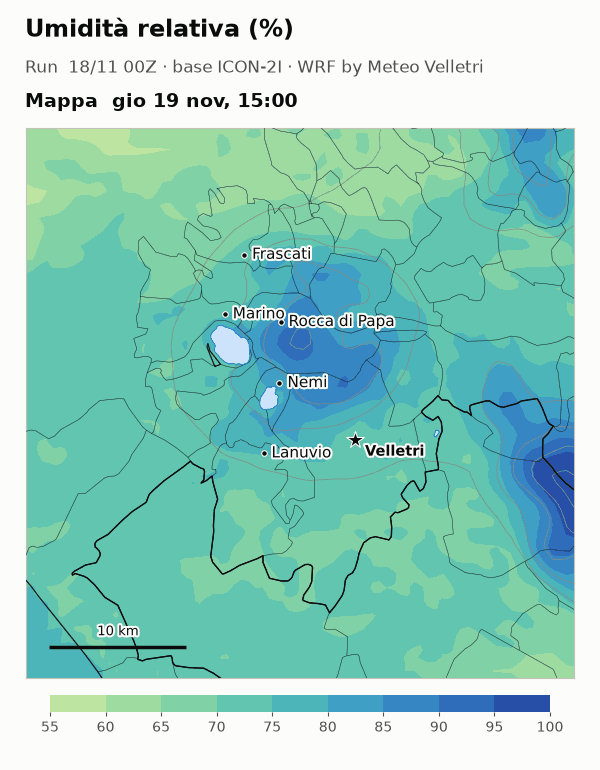 Umidità relativa (%)
Run  18/11 00Z · base ICON-2I · WRF by Meteo Velletri
Mappa  gio 19 nov, 15:00
Frascati
Marino
Rocca di Papa
Nemi
Velletri
Lanuvio
10 km
55 60 65 70 75 80 85 90 95 100